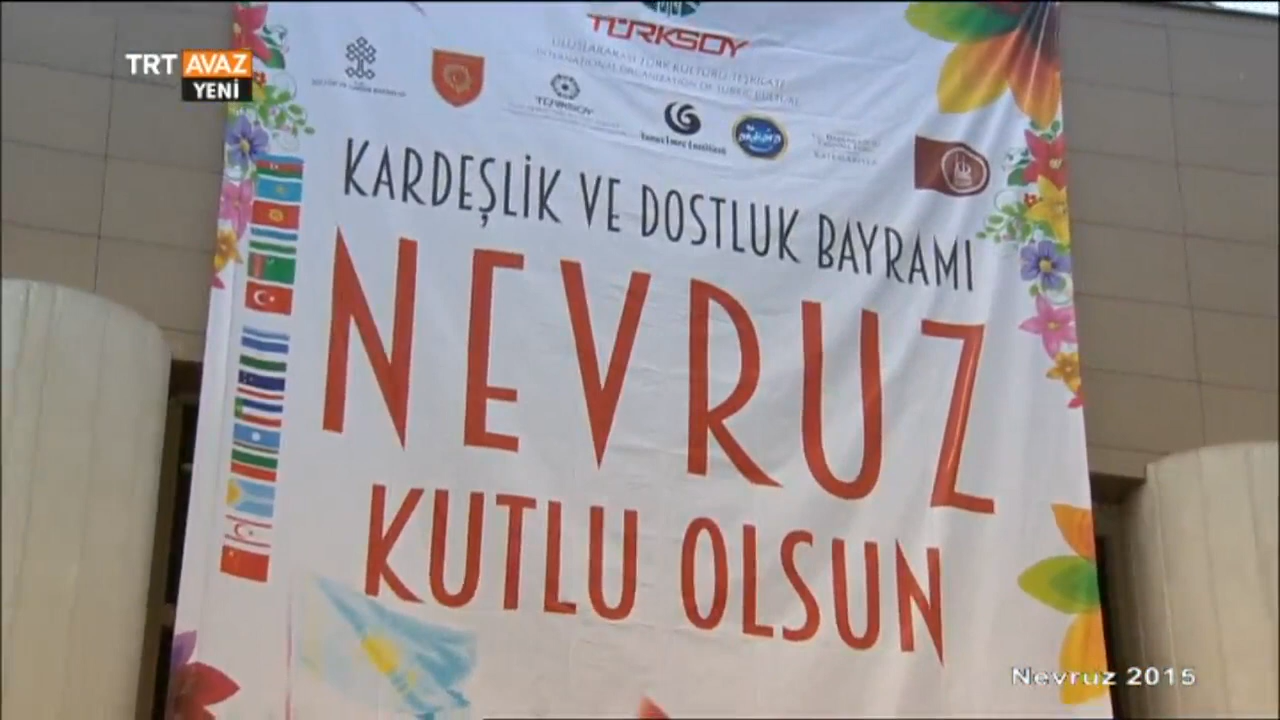 TRT AVAZ
YENİ
TÜRKSOY
ULUSLARARASI TÜRK KÜLTÜRÜ TEŞKİLATI
INTERNATIONAL ORGANIZATION OF TURKIC CULTURE
TÜRKSOY
Yunus Emre Enstitüsü
KARDEŞLİK VE DOSTLUK BAYRAMI
NEVRUZ
KUTLU OLSUN
Nevruz 2015